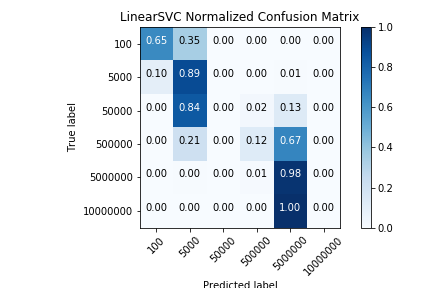 LinearSVC Normalized Confusion Matrix
True label
100 0.65 0.35 0.00 0.00 0.00 0.00
5000 0.10 0.89 0.00 0.00 0.01 0.00
50000 0.00 0.84 0.00 0.02 0.13 0.00
500000 0.00 0.21 0.00 0.12 0.67 0.00
5000000 0.00 0.00 0.00 0.01 0.98 0.00
10000000 0.00 0.00 0.00 0.00 1.00 0.00
100 5000 50000 500000 5000000 10000000
Predicted label
1.0
0.8
0.6
0.4
0.2
0.0